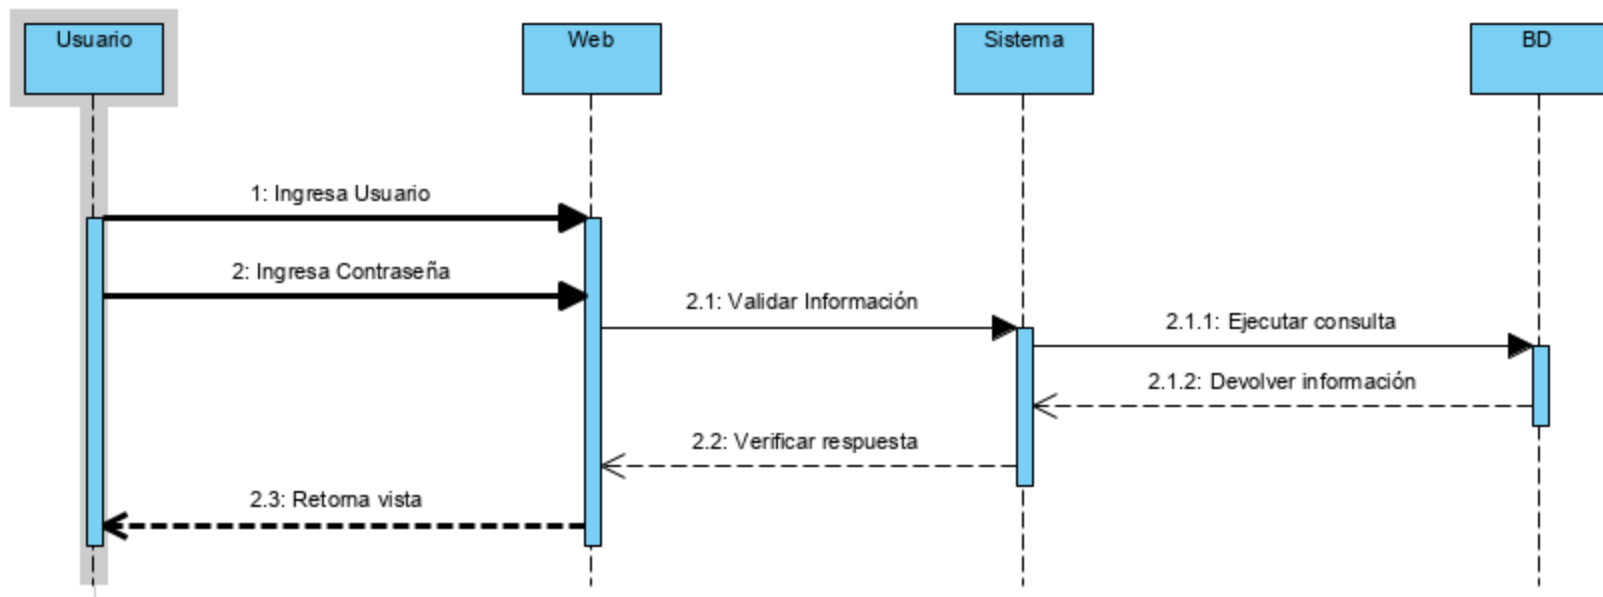 Usuario
Web
Sistema
BD
1: Ingresa Usuario
2: Ingresa Contraseña
2.1: Validar Información
2.1.1: Ejecutar consulta
2.1.2: Devolver información
2.2: Verificar respuesta
2.3: Retorna vista